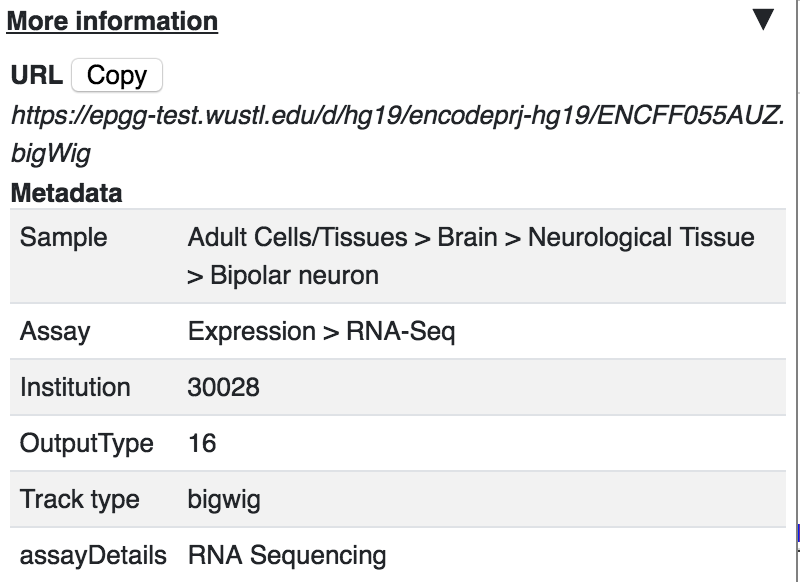 More information ▼
URL Copy
https://epgg-test.wustl.edu/d/hg19/encodeprj-hg19/ENCFF055AUZ.
bigWig
Metadata
Sample Adult Cells/Tissues > Brain > Neurological Tissue
> Bipolar neuron
Assay Expression > RNA-Seq
Institution 30028
OutputType 16
Track type bigwig
assayDetails RNA Sequencing